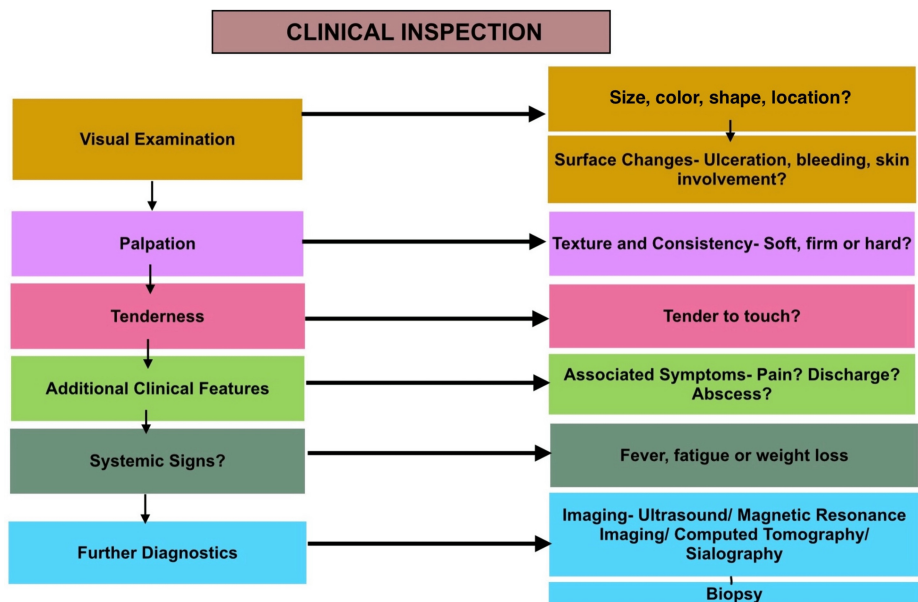 CLINICAL INSPECTION
Visual Examination
Size, color, shape, location?
Surface Changes- Ulceration, bleeding, skin
involvement?
Palpation
Texture and Consistency- Soft, firm or hard?
Tenderness
Tender to touch?
Additional Clinical Features
Associated Symptoms- Pain? Discharge?
Abscess?
Systemic Signs?
Fever, fatigue or weight loss
Further Diagnostics
Imaging- Ultrasound/ Magnetic Resonance
Imaging/ Computed Tomography/
Sialography
Biopsy